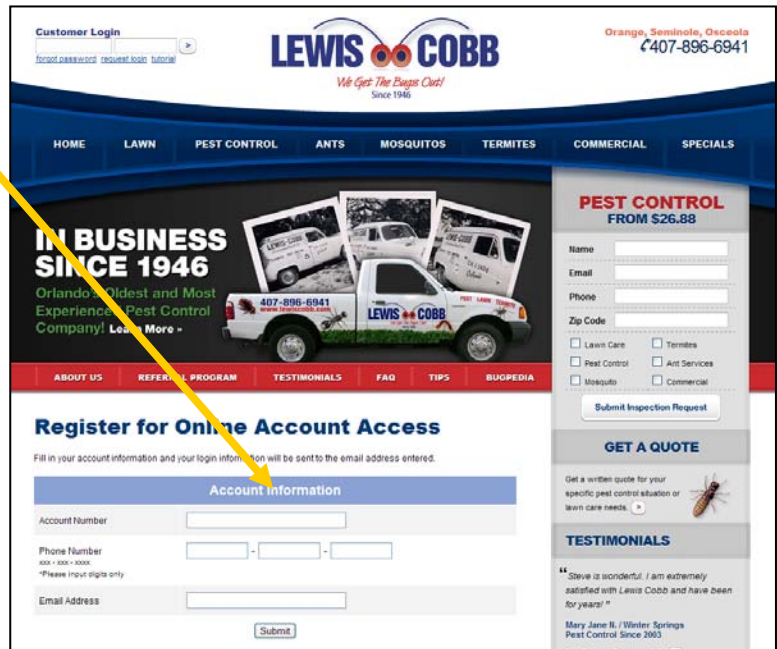 Customer Login
forgot password request login tutorial
LEWIS COBB
We Get The Bugs Out!
Since 1946
Orange, Seminole, Osceola
407-896-6941
HOME LAWN PEST CONTROL ANTS MOSQUITOS TERMITES COMMERCIAL SPECIALS
IN BUSINESS
SINCE 1946
Orlando's Oldest and Most
Experienced Pest Control
Company! Learn More »
407-896-6941
www.lewiscobb.com
LEWIS COBB
PEST LAWN TERMITE
PEST CONTROL
FROM $26.88
Name
Email
Phone
Zip Code
Lawn Care Termites
Pest Control Ant Services
Mosquito Commercial
Submit Inspection Request
ABOUT US REFERRAL PROGRAM TESTIMONIALS FAQ TIPS BUGPEDIA
Register for Online Account Access
Fill in your account information and your login information will be sent to the email address entered.
Account Information
Account Number
Phone Number - -
xxx - xxx - xxxx
*Please input digits only
Email Address
Submit
GET A QUOTE
Get a written quote for your
specific pest control situation or
lawn care needs. >
TESTIMONIALS
“Steve is wonderful. I am extremely
satisfied with Lewis Cobb and have been
for years! ”
Mary Jane N. / Winter Springs
Pest Control Since 2003